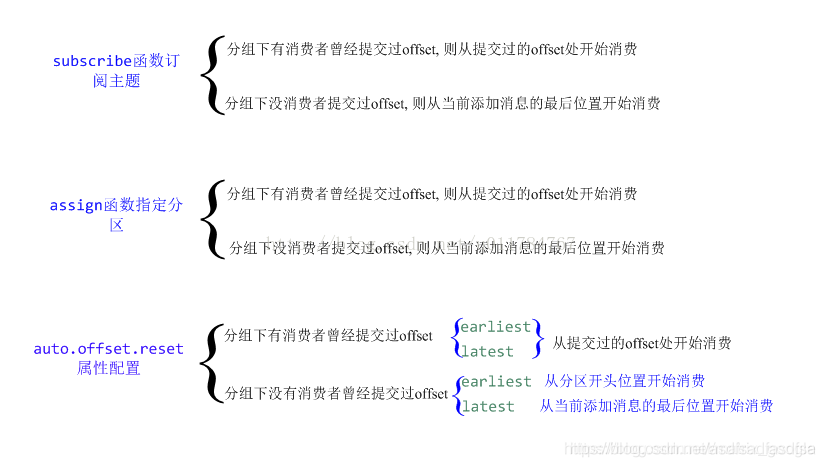 subscribe函数订
阅主题
分组下有消费者曾经提交过offset, 则从提交过的offset处开始消费
分组下没消费者提交过offset, 则从当前添加消息的最后位置开始消费
assign函数指定分
区
分组下有消费者曾经提交过offset, 则从提交过的offset处开始消费
分组下没消费者提交过offset, 则从当前添加消息的最后位置开始消费
auto.offset.reset
属性配置
分组下有消费者曾经提交过offset
earliest
latest
从提交过的offset处开始消费
分组下没有消费者曾经提交过offset
earliest 从分区开头位置开始消费
latest 从当前添加消息的最后位置开始消费